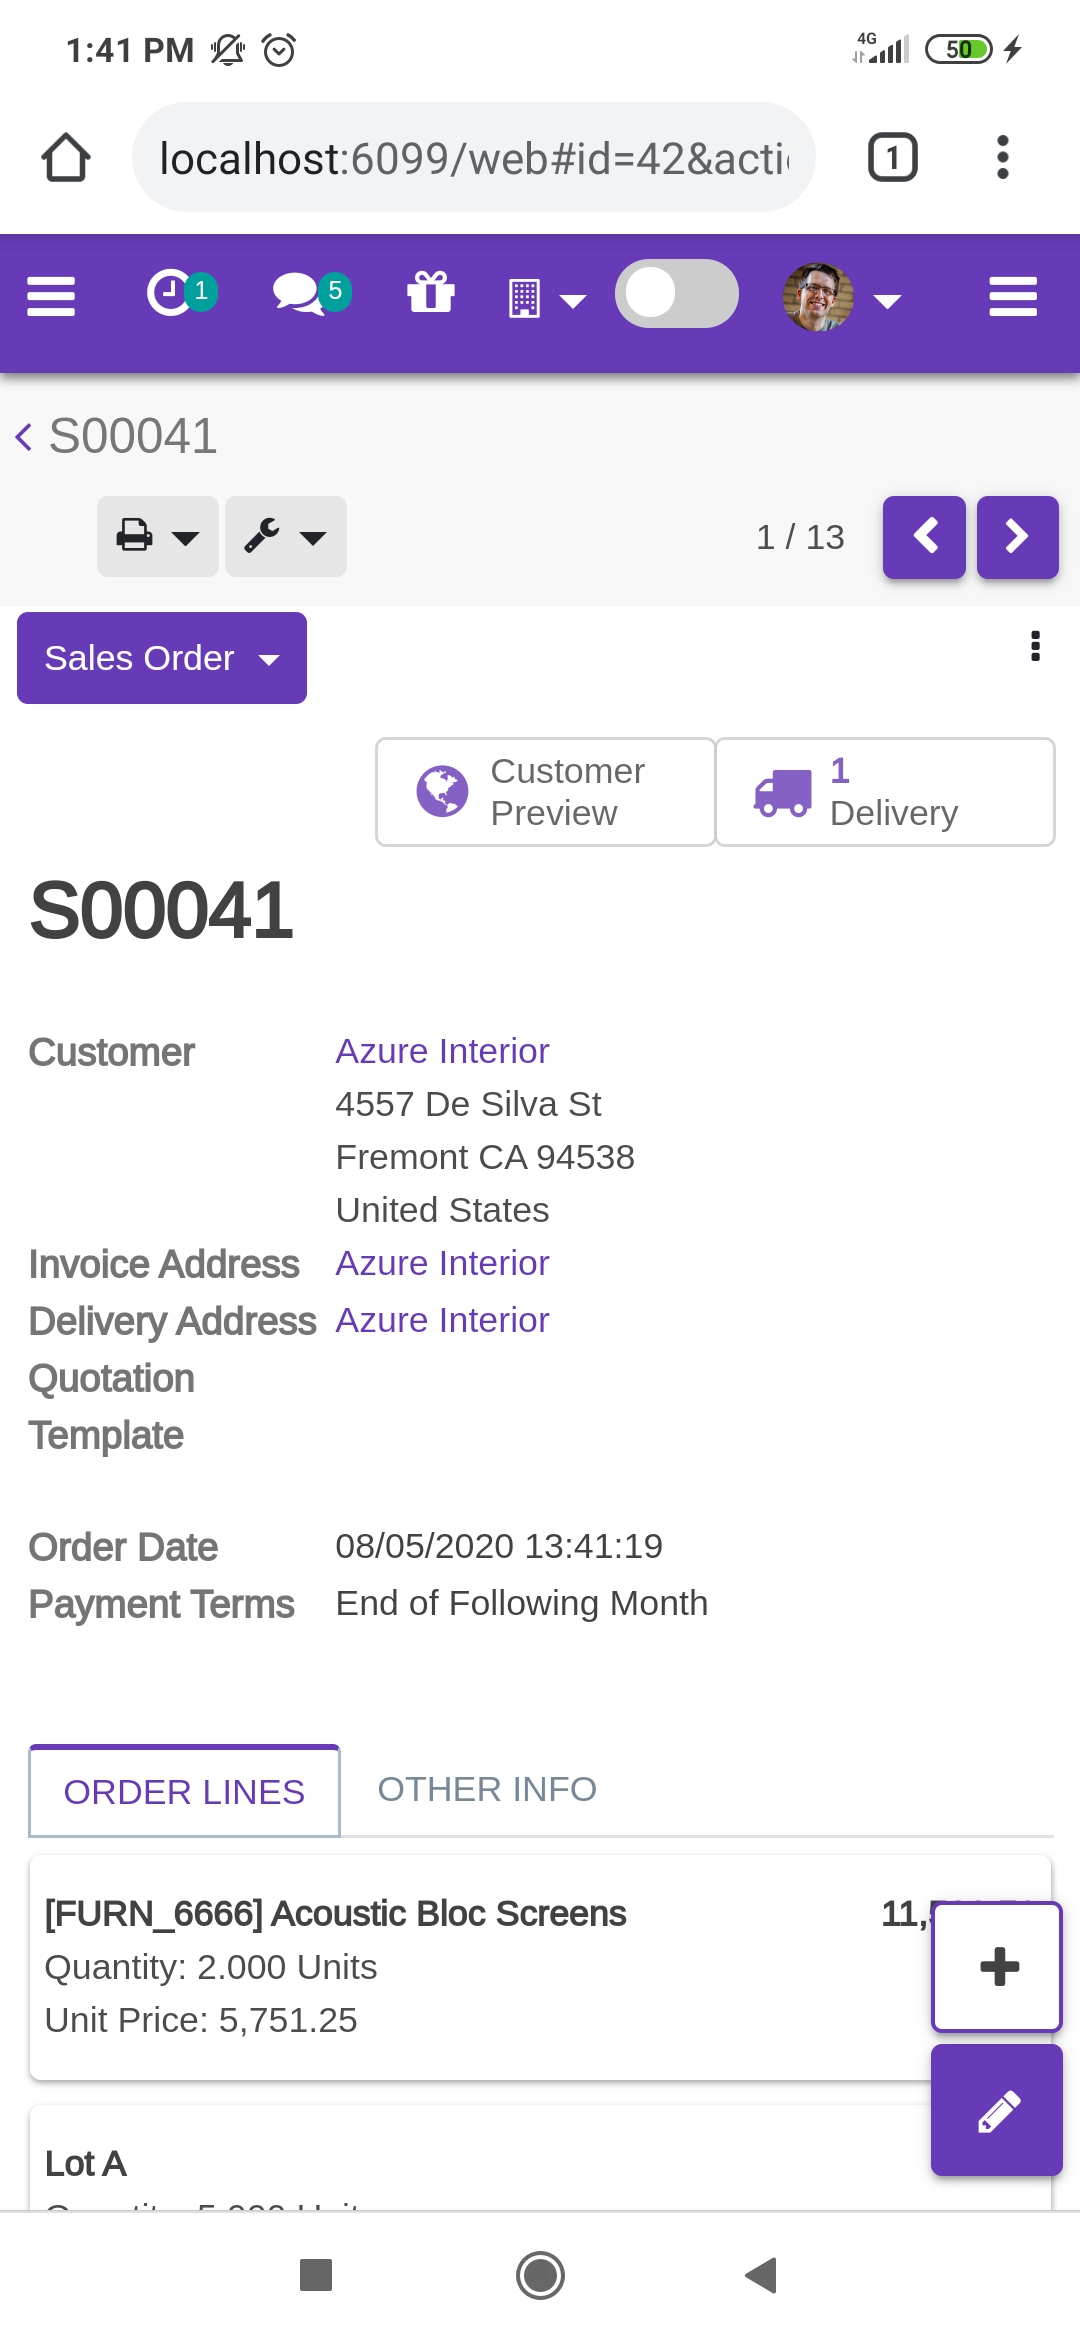 1:41 PM
4G
50
localhost:6099/web#id=42&acti
1
1
5
S00041
1 / 13
Sales Order
Customer
Preview
1
Delivery
S00041
Customer
Azure Interior
4557 De Silva St
Fremont CA 94538
United States
Invoice Address Azure Interior
Delivery Address Azure Interior
Quotation
Template
Order Date 08/05/2020 13:41:19
Payment Terms End of Following Month
ORDER LINES OTHER INFO
[FURN_6666] Acoustic Bloc Screens
Quantity: 2.000 Units
Unit Price: 5,751.25
Lot A